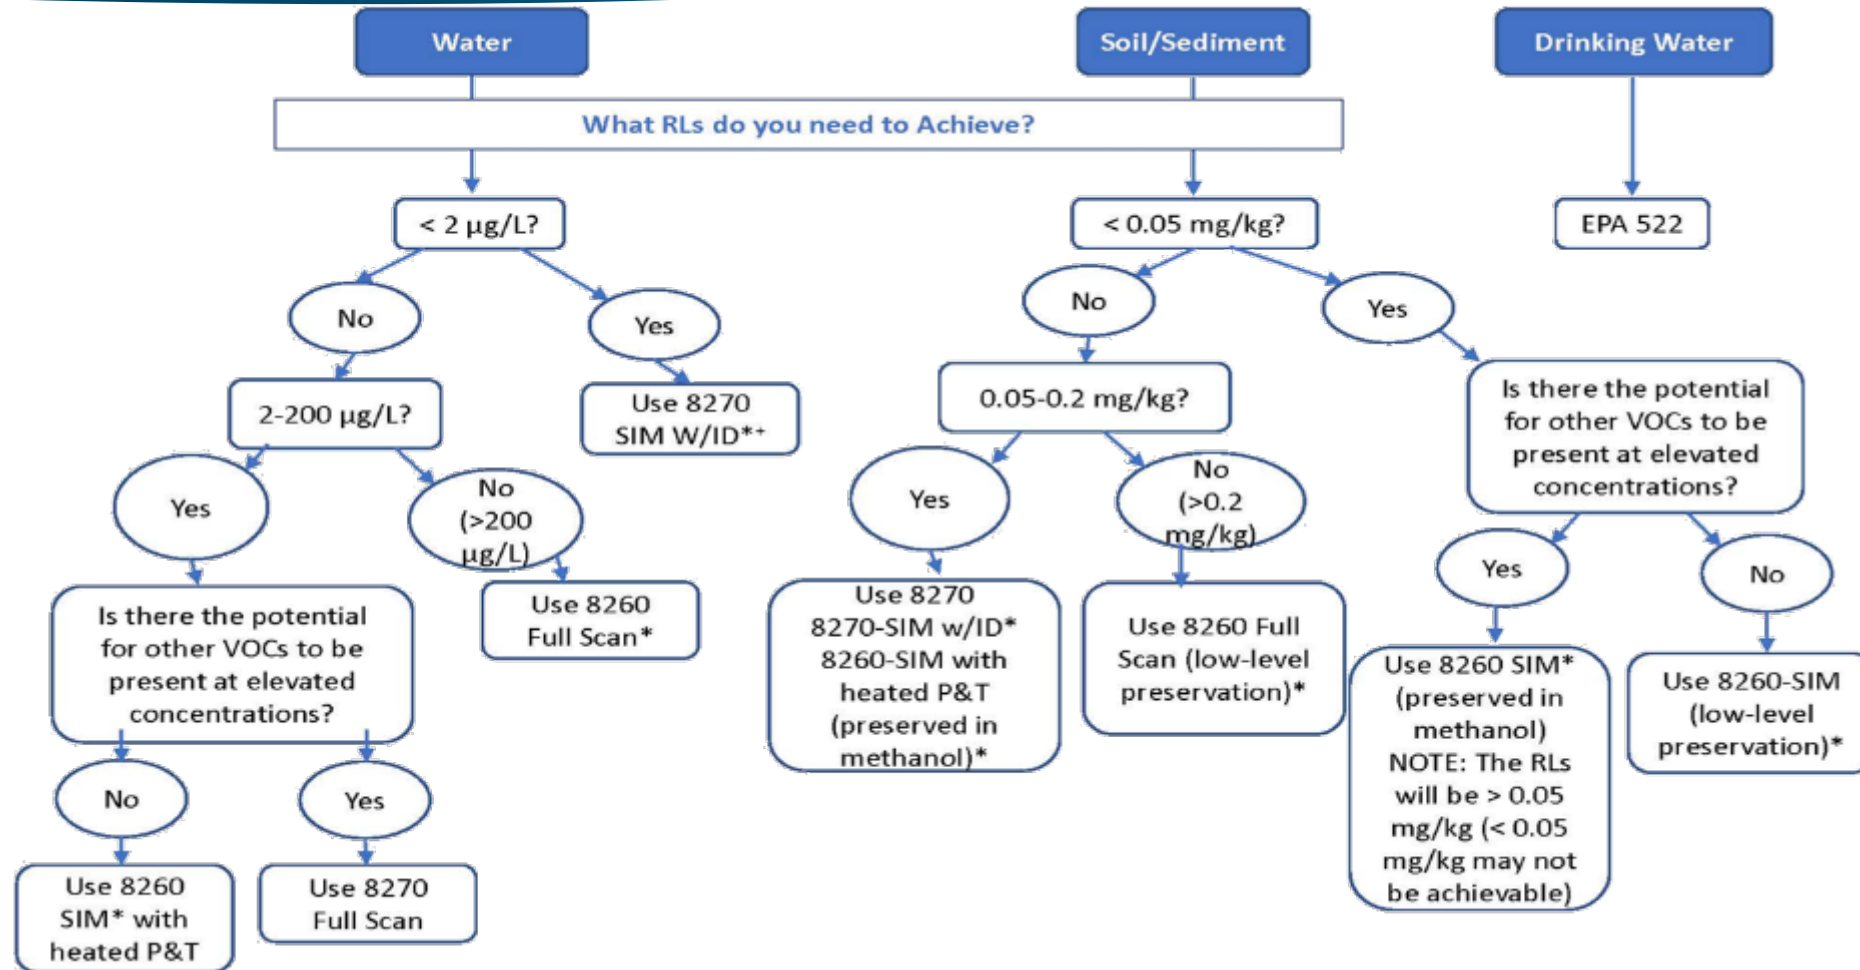 Water
Soil/Sediment
Drinking Water
What RLs do you need to Achieve?
< 2 µg/L?
< 0.05 mg/kg?
EPA 522
No
Yes
No
Yes
2-200 µg/L?
Use 8270
SIM W/ID*⁺
0.05-0.2 mg/kg?
Is there the potential
for other VOCs to be
present at elevated
concentrations?
Yes
No
(>200
µg/L)
Yes
No
(>0.2
mg/kg)
Yes
No
Is there the potential
for other VOCs to be
present at elevated
concentrations?
Use 8260
Full Scan*
Use 8270
8270-SIM w/ID*
8260-SIM with
heated P&T
(preserved in
methanol)*
Use 8260 Full
Scan (low-level
preservation)*
Use 8260 SIM*
(preserved in
methanol)
NOTE: The RLs
will be > 0.05
mg/kg (< 0.05
mg/kg may not
be achievable)
Use 8260-SIM
(low-level
preservation)*
No
Yes
Use 8260
SIM* with
heated P&T
Use 8270
Full Scan